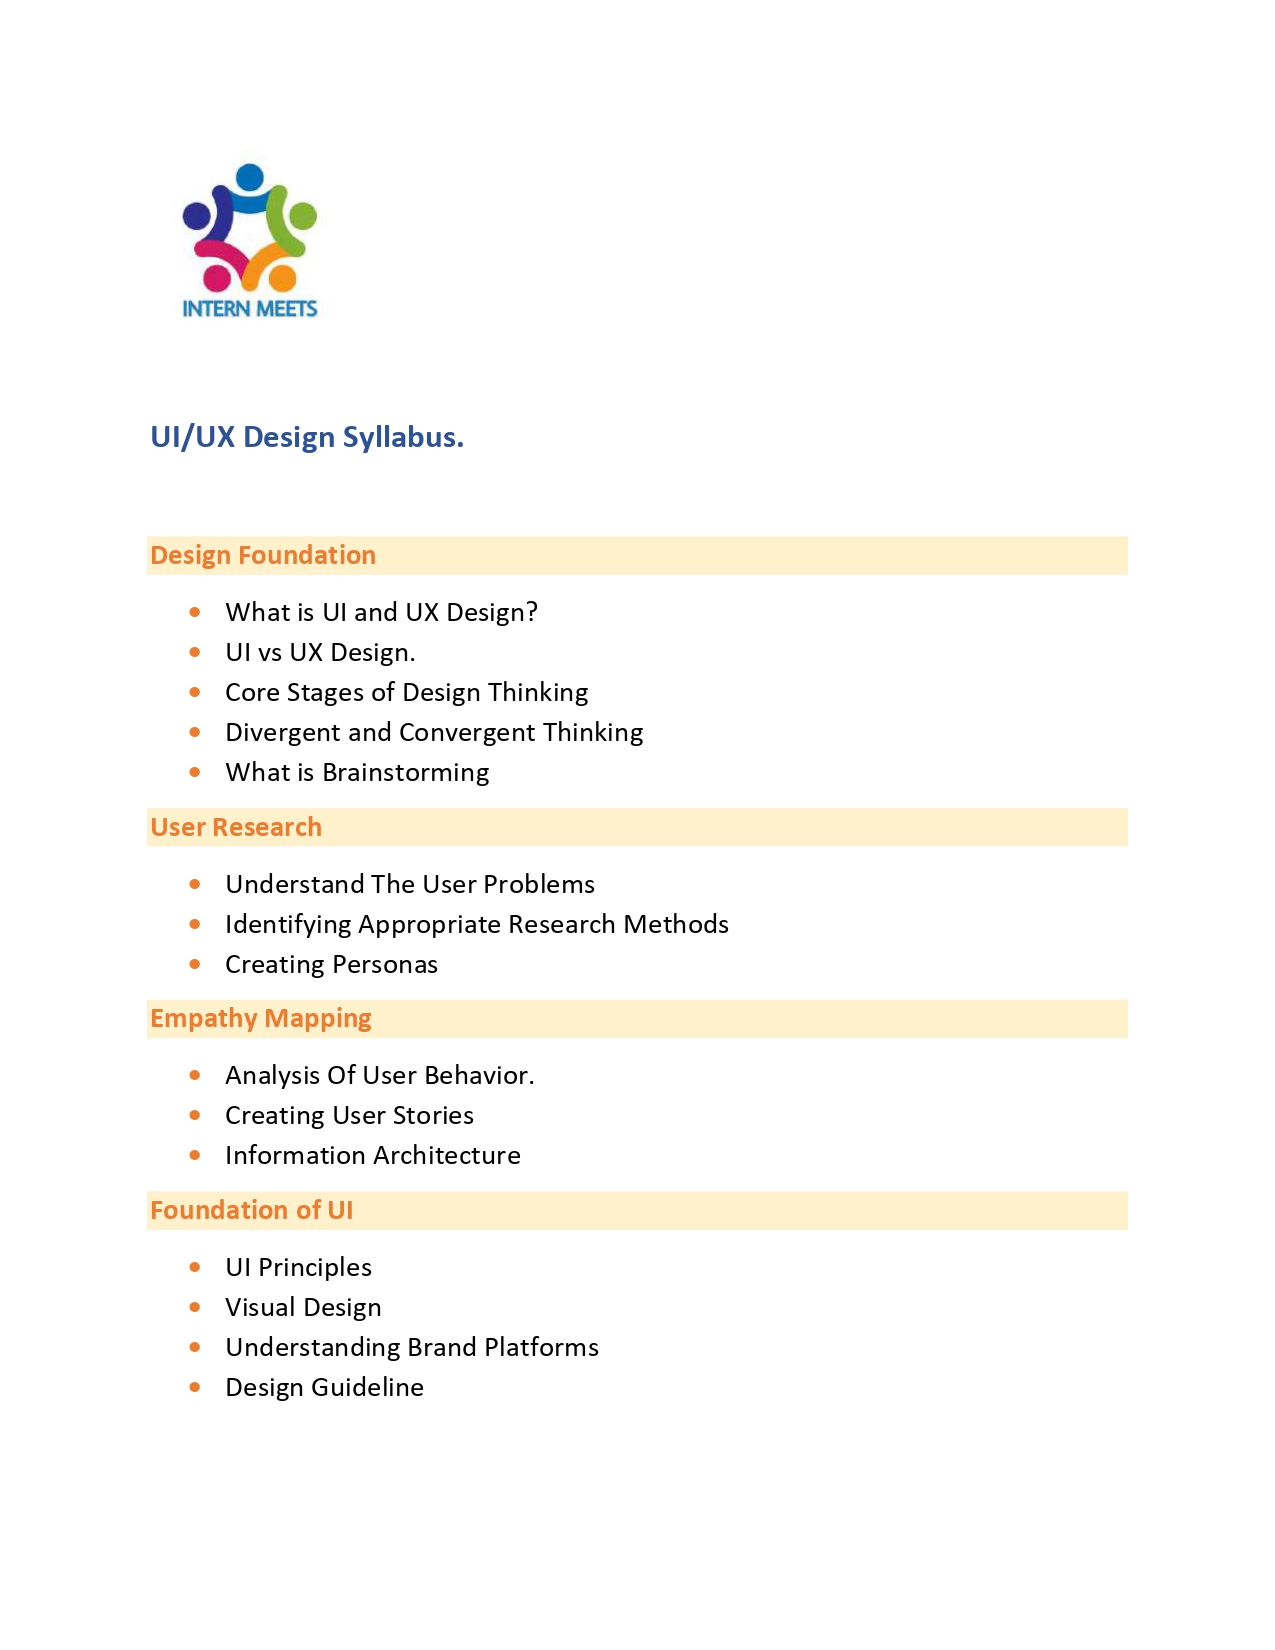 INTERN MEETS
UI/UX Design Syllabus.
Design Foundation
What is UI and UX Design?
UI vs UX Design.
Core Stages of Design Thinking
Divergent and Convergent Thinking
What is Brainstorming
User Research
Understand The User Problems
Identifying Appropriate Research Methods
Creating Personas
Empathy Mapping
Analysis Of User Behavior.
Creating User Stories
Information Architecture
Foundation of UI
UI Principles
Visual Design
Understanding Brand Platforms
Design Guideline